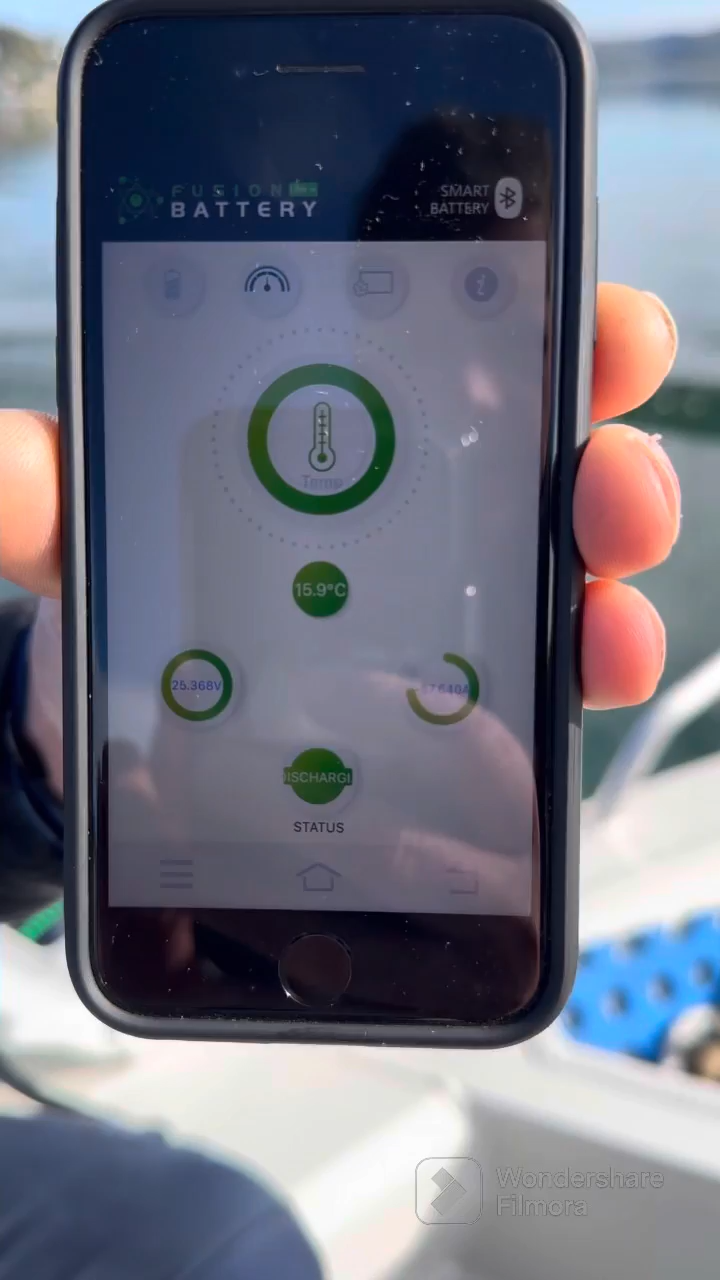 FUSION
BATTERY
SMART
BATTERY
Temp
15.9°C
25.368V
ISCHARGI
STATUS
Wondershare
Filmora